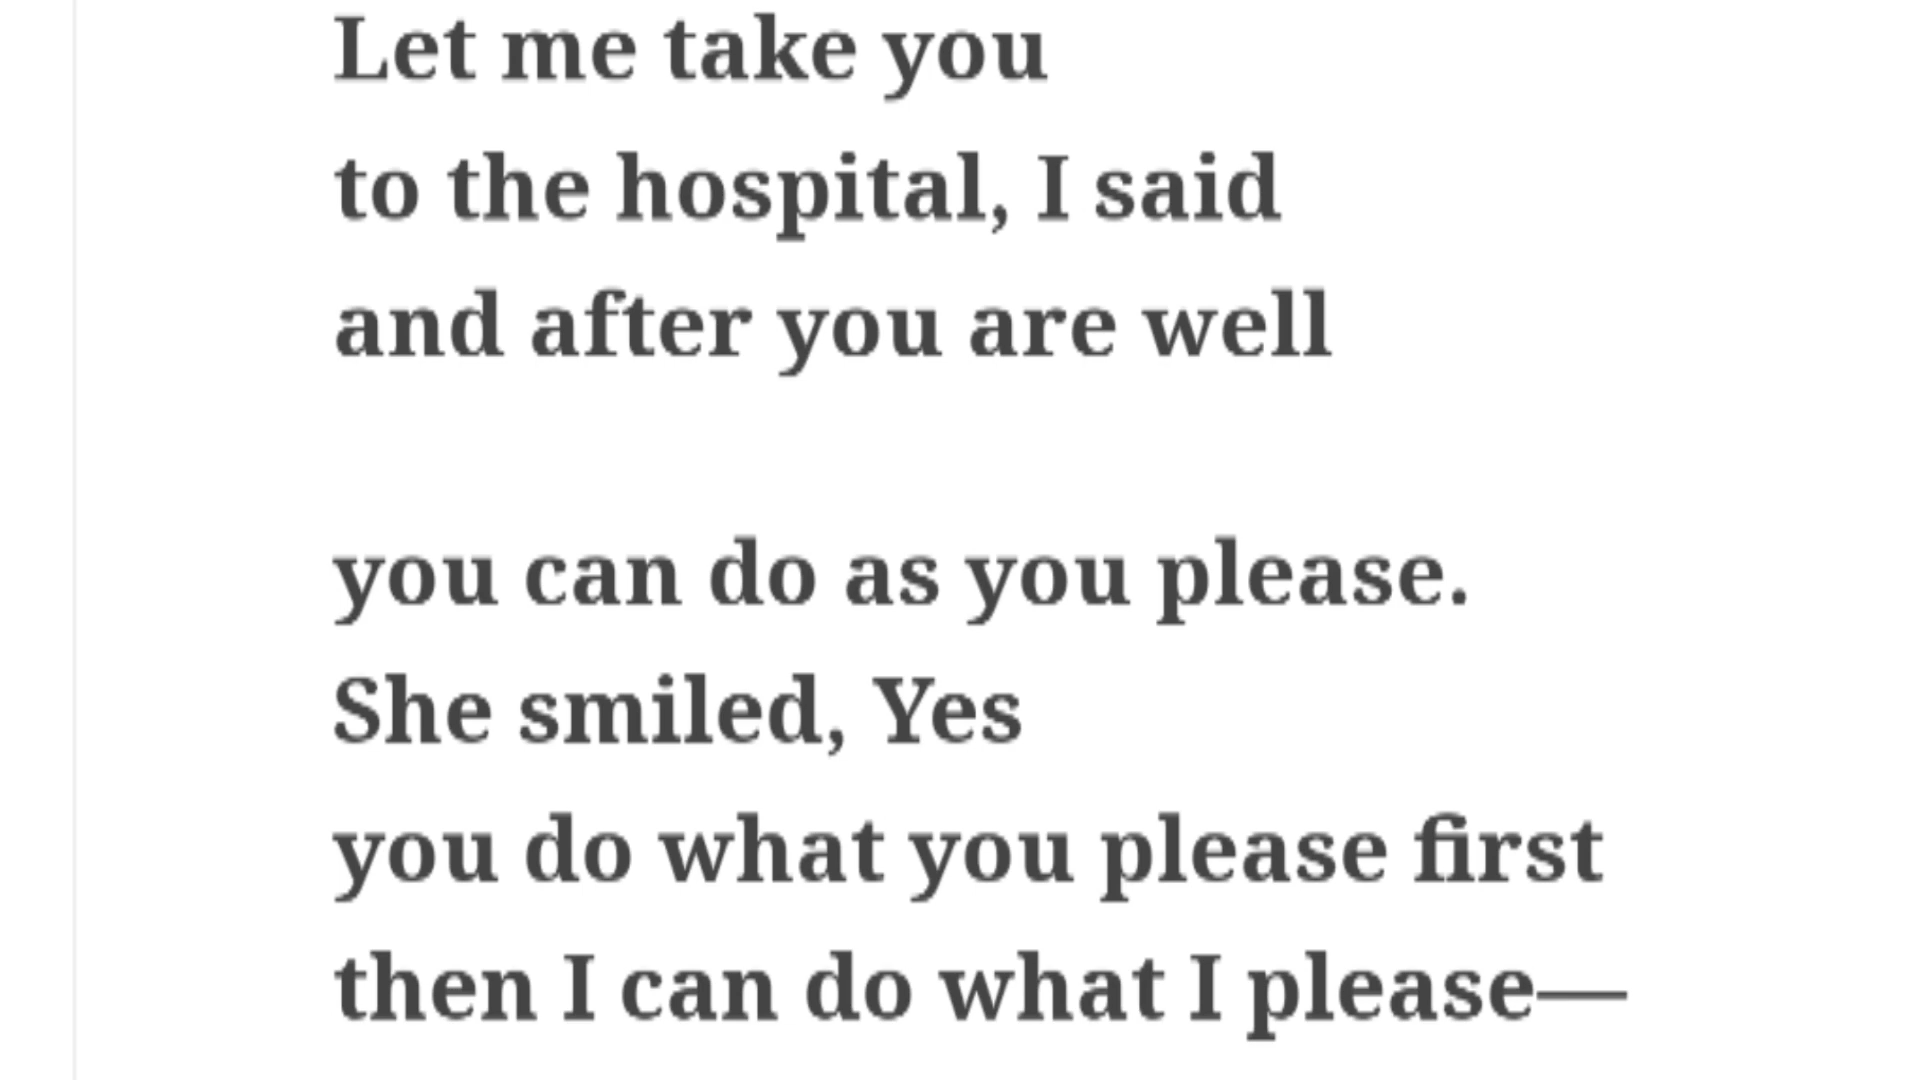 Let me take you
to the hospital, I said
and after you are well
you can do as you please.
She smiled, Yes
you do what you please first
then I can do what I please—